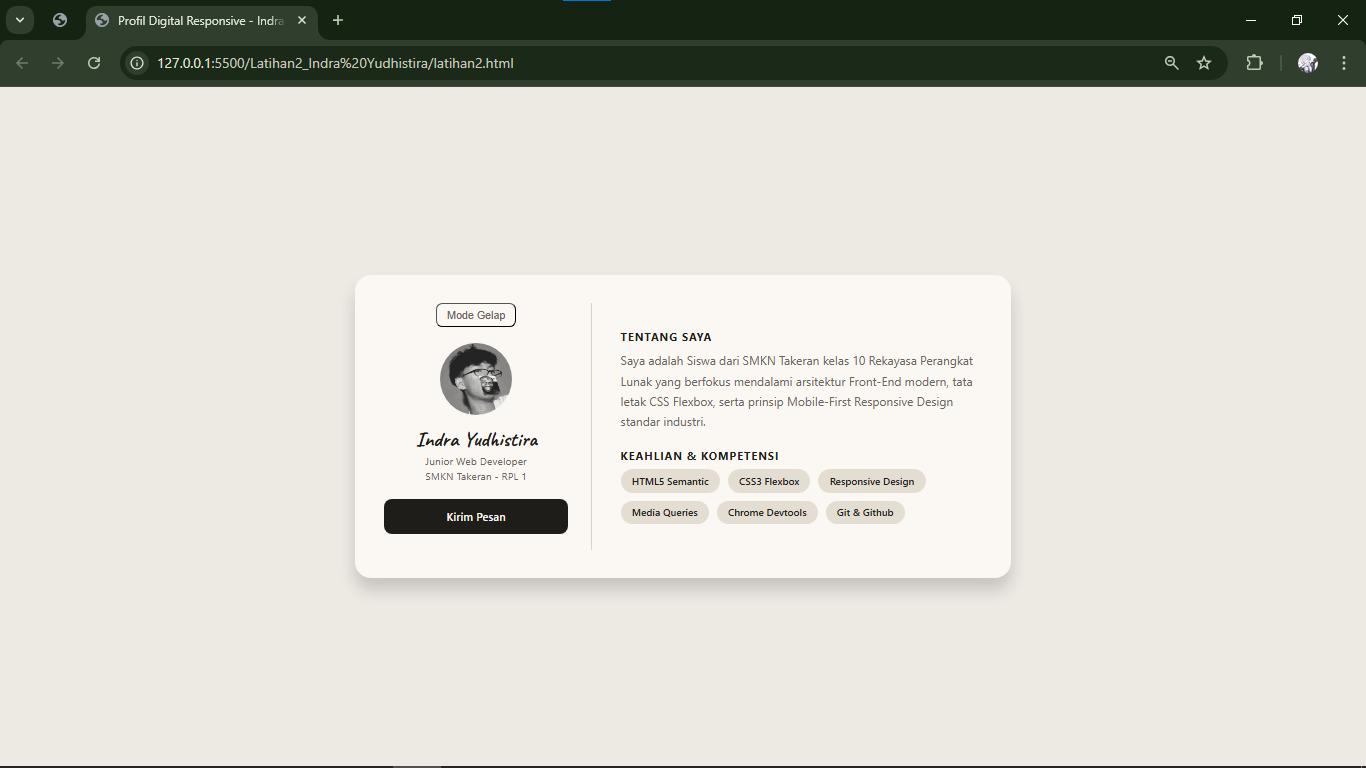 Profil Digital Responsive - Indra
127.0.0.1:5500/Latihan2_Indra%20Yudhistira/latihan2.html
Mode Gelap
Indra Yudhistira
Junior Web Developer
SMKN Takeran - RPL 1
Kirim Pesan
TENTANG SAYA
Saya adalah Siswa dari SMKN Takeran kelas 10 Rekayasa Perangkat
Lunak yang berfokus mendalami arsitektur Front-End modern, tata
letak CSS Flexbox, serta prinsip Mobile-First Responsive Design
standar industri.
KEAHLIAN & KOMPETENSI
HTML5 Semantic CSS3 Flexbox Responsive Design
Media Queries Chrome Devtools Git & Github